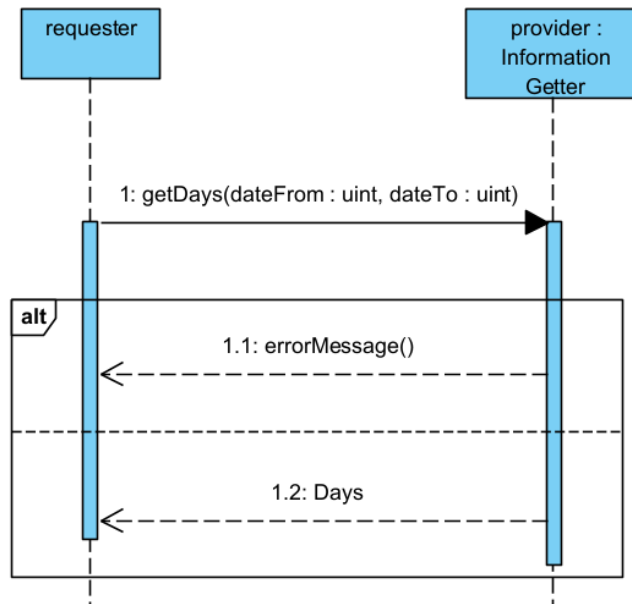 requester
provider :
Information
Getter
1: getDays(dateFrom : uint, dateTo : uint)
alt
1.1: errorMessage()
1.2: Days